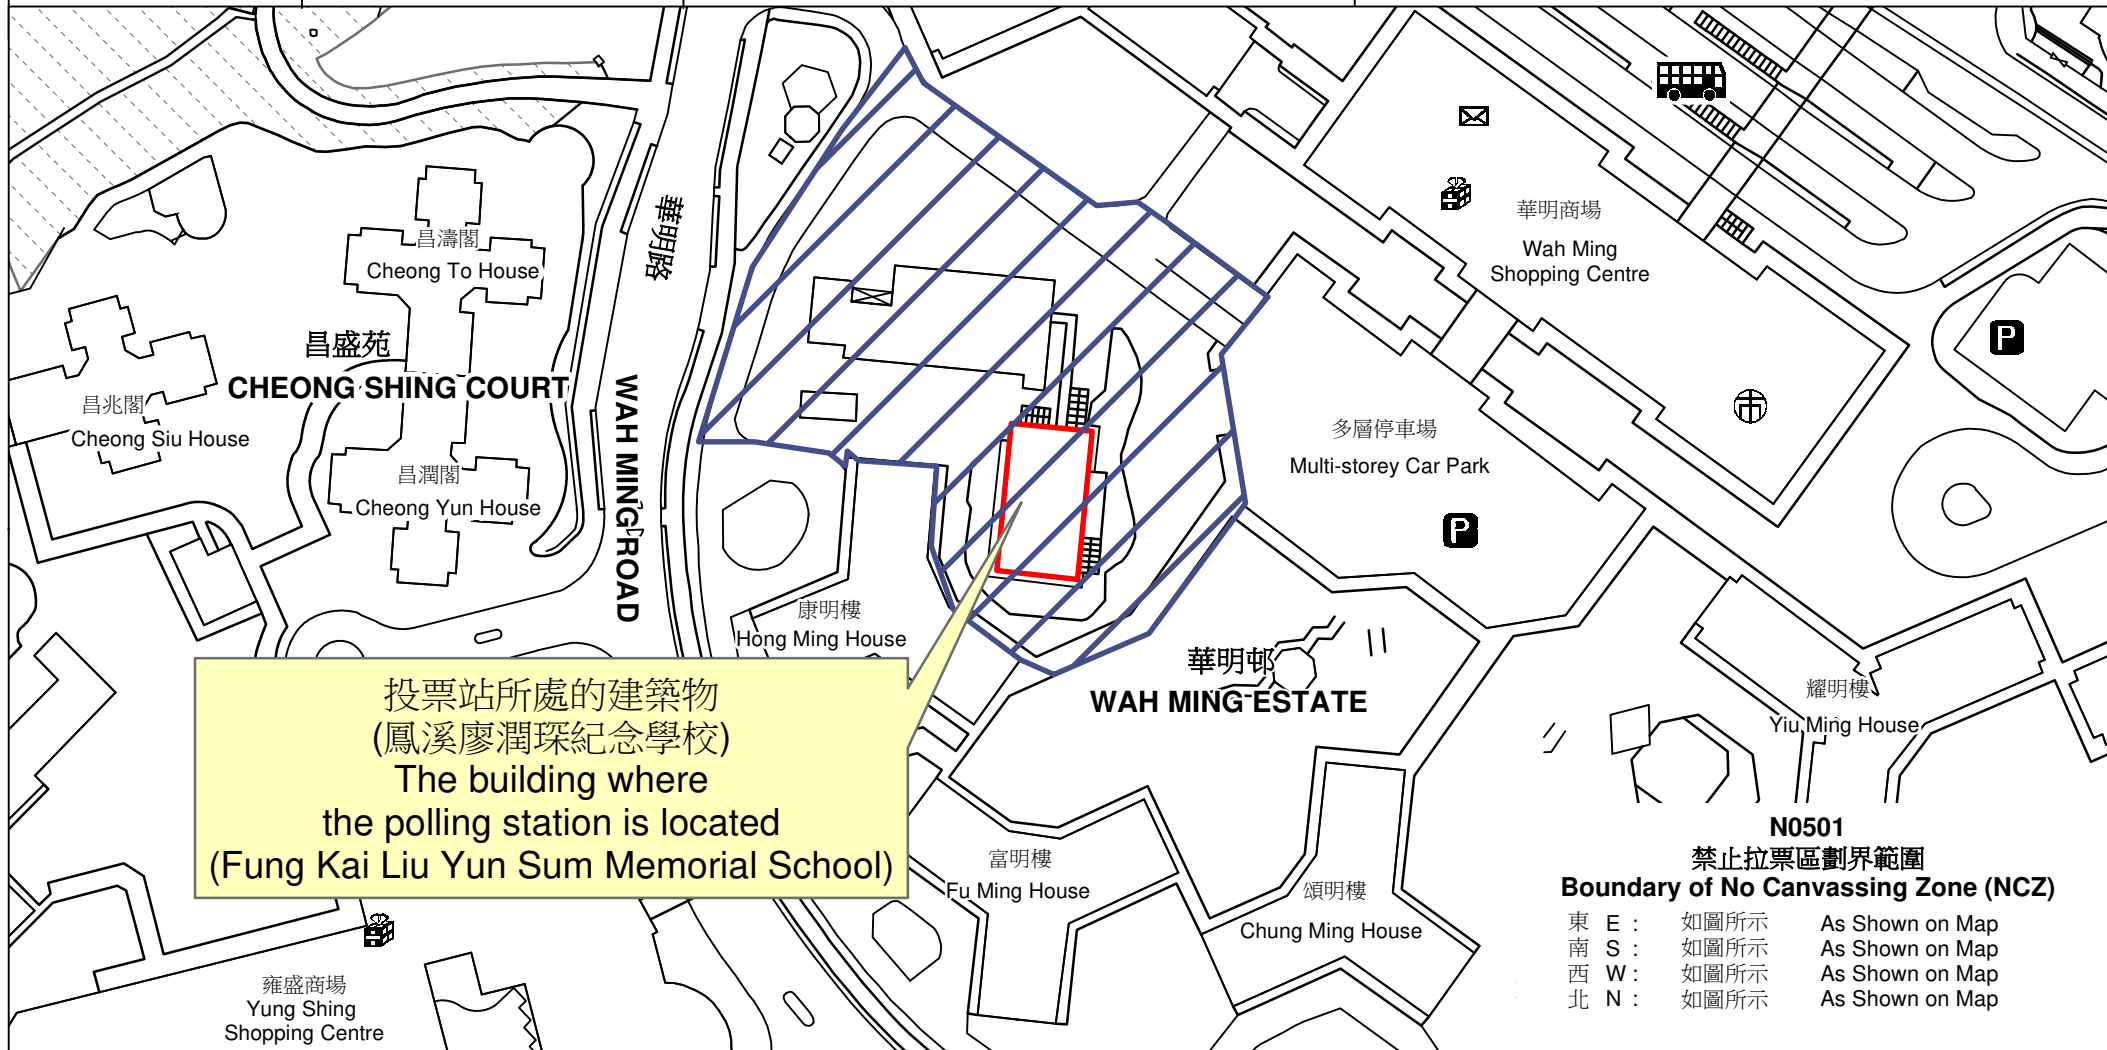 華明路
昌濤閣
Cheong To House
華明商場
Wah Ming
Shopping Centre
昌盛苑
CHEONG SHING COURT
昌兆閣
Cheong Siu House
昌潤閣
Cheong Yun House
WAH MING ROAD
多層停車場
Multi-storey Car Park
P
P
康明樓
Hong Ming House
華明邨
WAH MING ESTATE
耀明樓
Yiu Ming House
投票站所處的建築物
(鳳溪廖潤琛紀念學校)
The building where
the polling station is located
(Fung Kai Liu Yun Sum Memorial School)
富明樓
Fu Ming House
頌明樓
Chung Ming House
雍盛商場
Yung Shing
Shopping Centre
N0501
禁止拉票區劃界範圍
Boundary of No Canvassing Zone (NCZ)
東 E : 如圖所示 As Shown on Map
南 S : 如圖所示 As Shown on Map
西 W : 如圖所示 As Shown on Map
北 N : 如圖所示 As Shown on Map